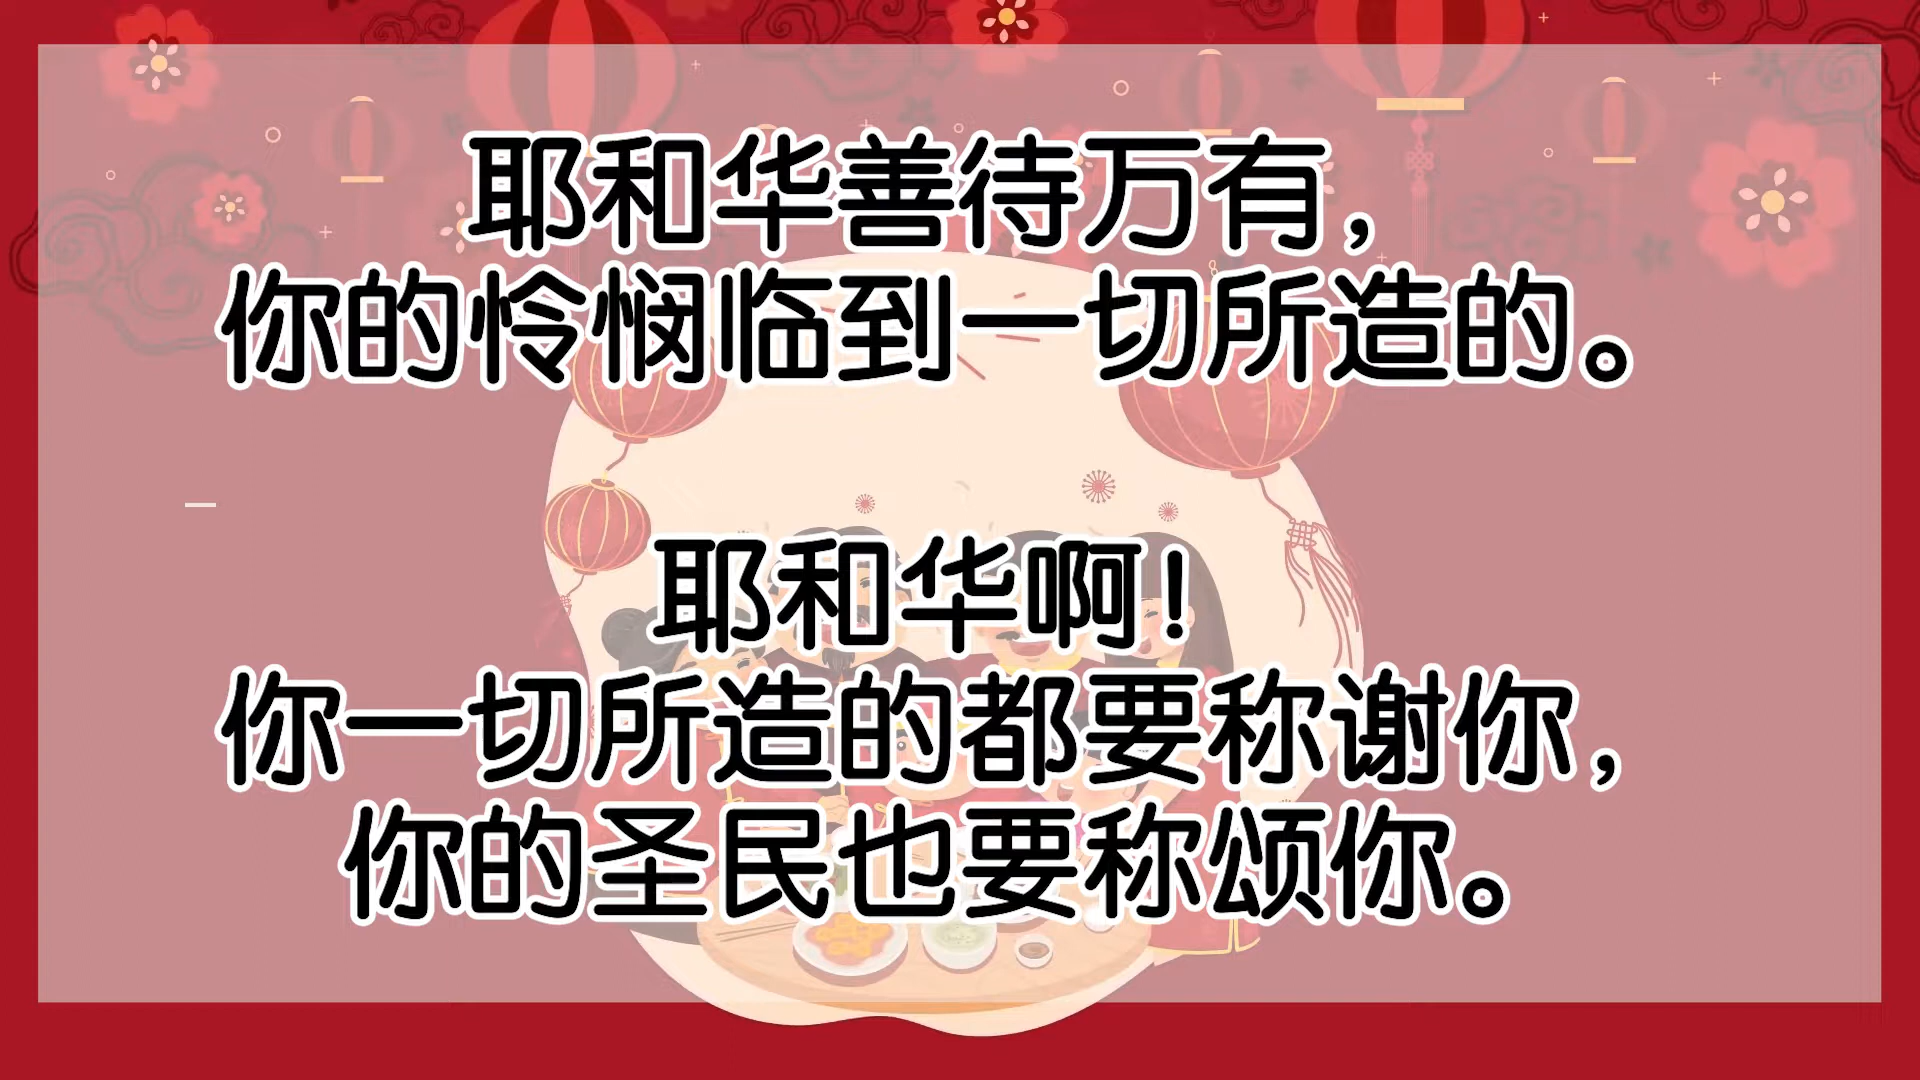 耶和华善待万有，
你的怜悯临到一切所造的。
耶和华啊！
你一切所造的都要称谢你，
你的圣民也要称颂你。